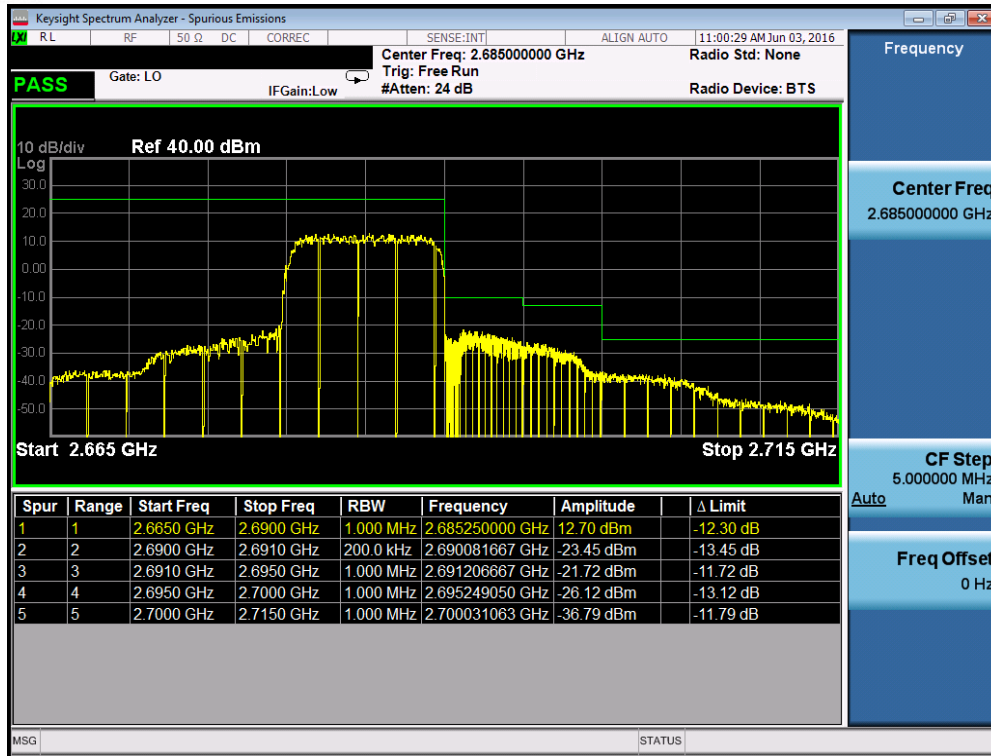 Keysight Spectrum Analyzer - Spurious Emissions
LXI RL RF 50 Ω DC CORREC SENSE:INT ALIGN AUTO 11:00:29 AM Jun 03, 2016
Center Freq: 2.685000000 GHz Radio Std: None
PASS Gate: LO Trig: Free Run
IFGain:Low #Atten: 24 dB Radio Device: BTS
10 dB/div Ref 40.00 dBm
Log
30.0
20.0
10.0
0.00
-10.0
-20.0
-30.0
-40.0
-50.0
Start 2.665 GHz Stop 2.715 GHz
Spur Range Start Freq Stop Freq RBW Frequency Amplitude Δ Limit
1 1 2.6650 GHz 2.6900 GHz 1.000 MHz 2.685250000 GHz 12.70 dBm -12.30 dB
2 2 2.6900 GHz 2.6910 GHz 200.0 kHz 2.690081667 GHz -23.45 dBm -13.45 dB
3 3 2.6910 GHz 2.6950 GHz 1.000 MHz 2.691206667 GHz -21.72 dBm -11.72 dB
4 4 2.6950 GHz 2.7000 GHz 1.000 MHz 2.695249050 GHz -26.12 dBm -13.12 dB
5 5 2.7000 GHz 2.7150 GHz 1.000 MHz 2.700031063 GHz -36.79 dBm -11.79 dB
MSG STATUS
Frequency
Center Freq
2.685000000 GHz
CF Step
5.000000 MHz
Auto Man
Freq Offset
0 Hz